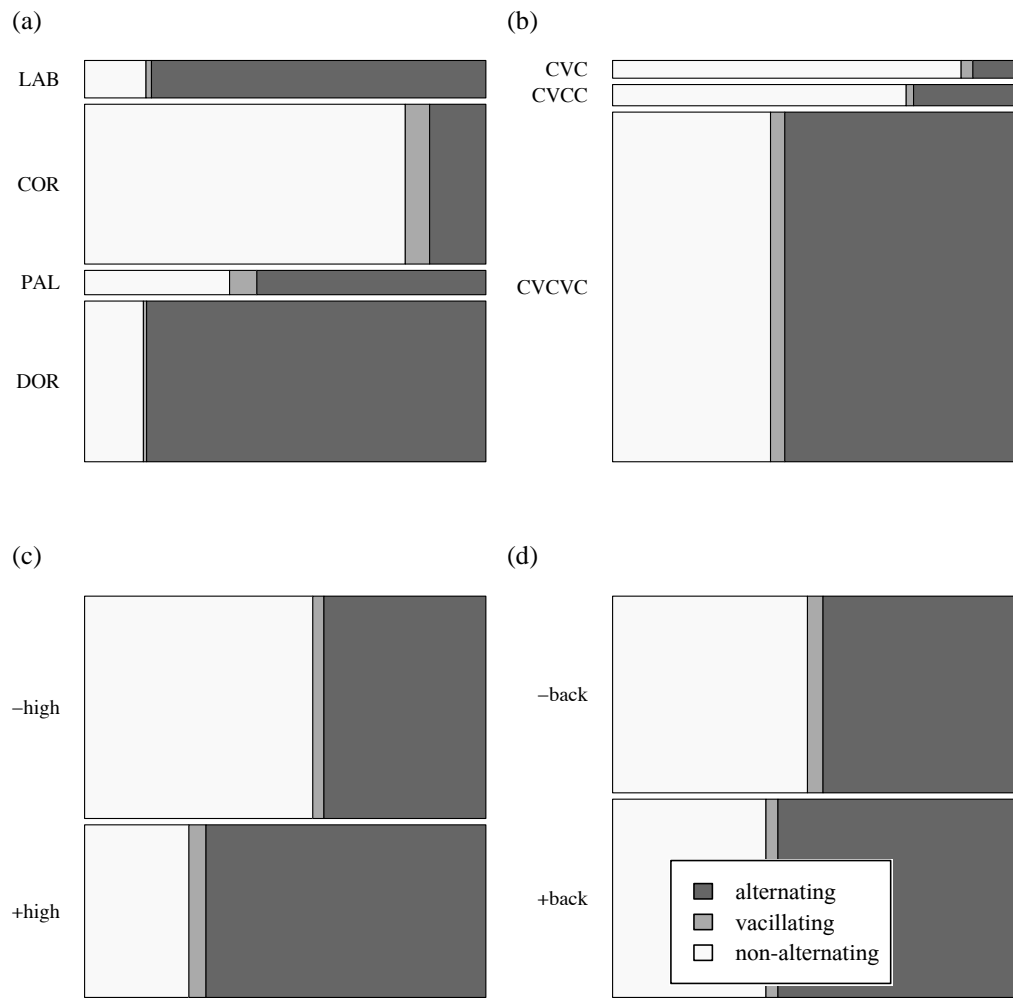 (a)
LAB
COR
PAL
DOR
(b)
CVC
CVCC
CVCVC
(c)
−high
+high
(d)
−back
+back
alternating
vacillating
non-alternating